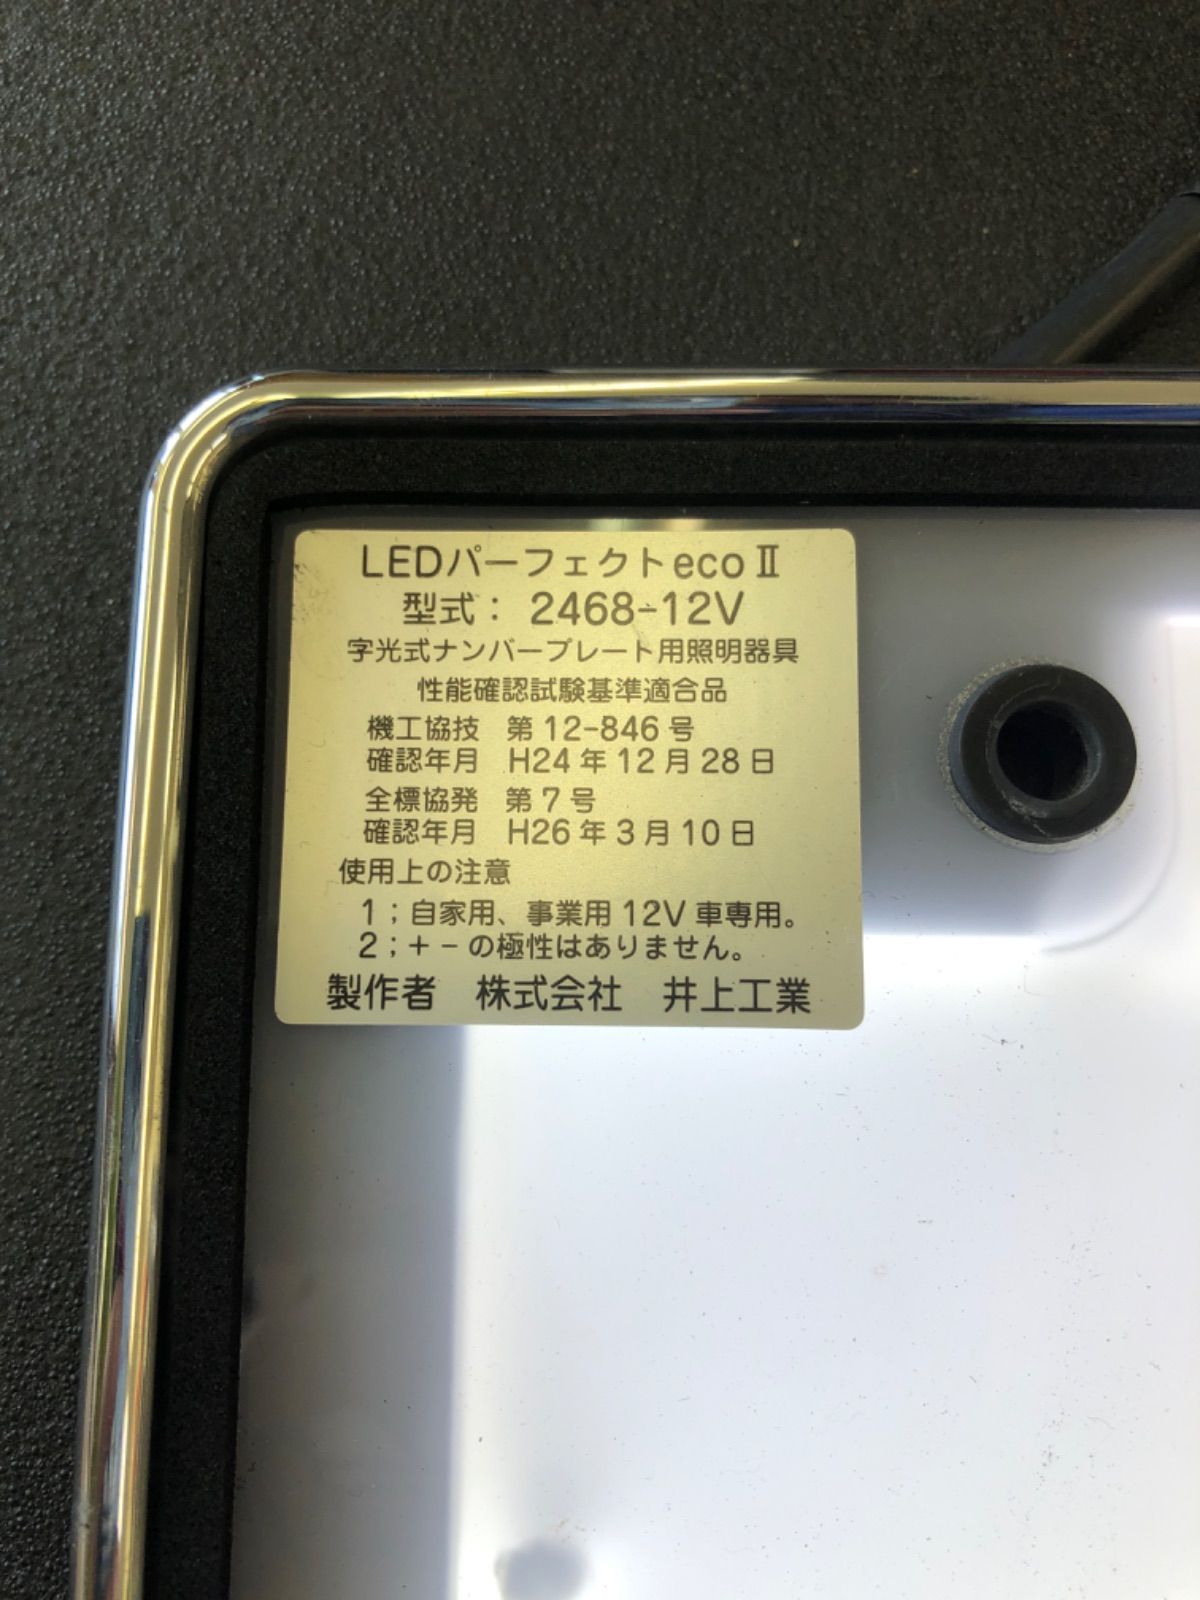 LEDパーフェクトecoⅡ
型式： 2468-12V
字光式ナンバープレート用照明器具
性能確認試験基準適合品
機工協技 第12-846号
確認年月 H24年12月28日
全標協発 第7号
確認年月 H26年3月10日
使用上の注意
1；自家用、事業用12V車専用。
2；＋－の極性はありません。
製作者 株式会社 井上工業